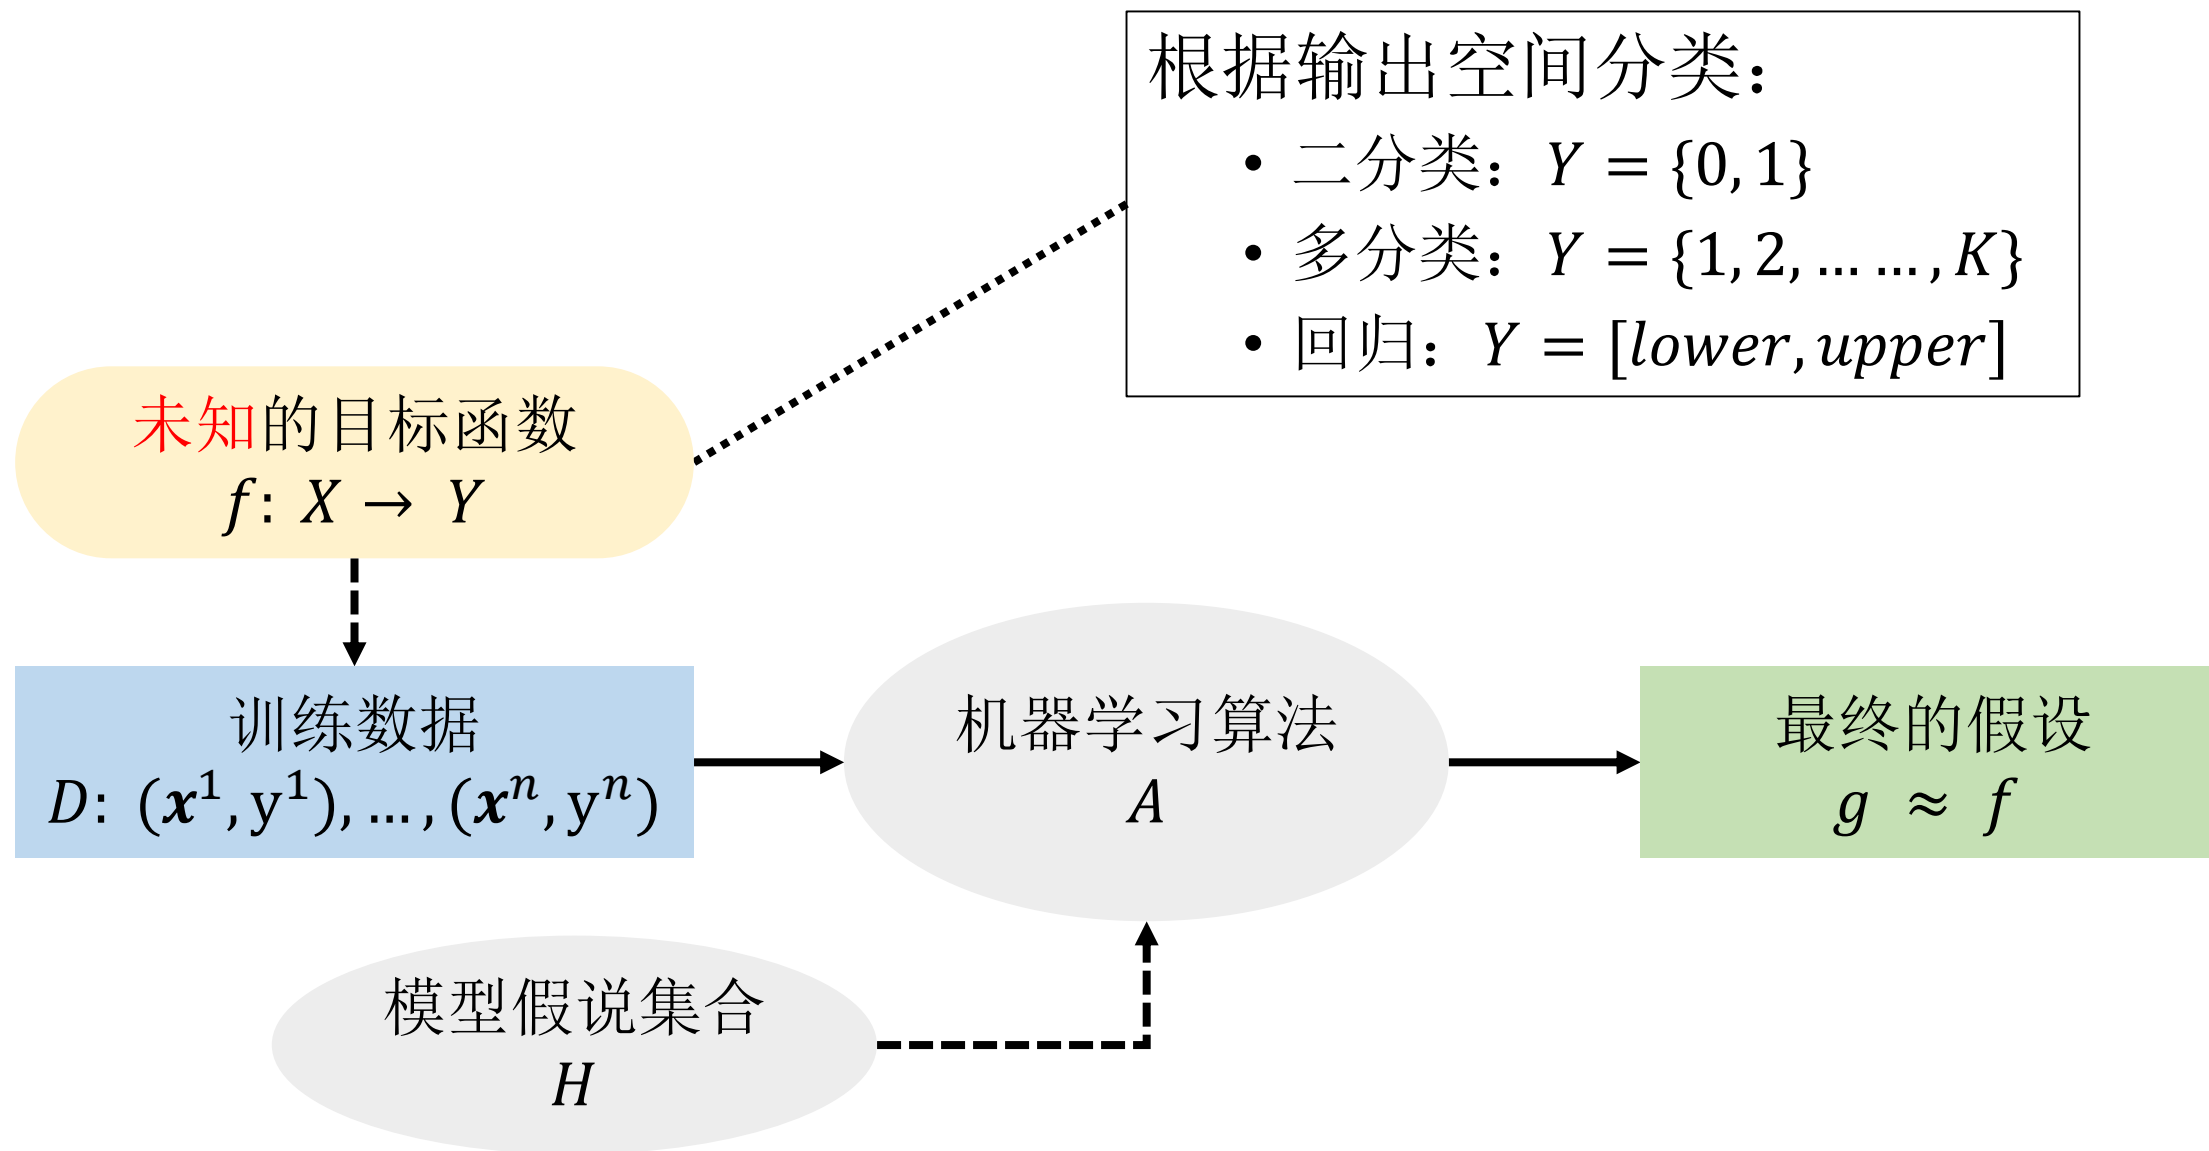 根据输出空间分类：
• 二分类：Y = {0, 1}
• 多分类：Y = {1, 2, … … , K}
• 回归：Y = [lower, upper]
未知的目标函数
f: X → Y
训练数据
D: (x¹, y¹), … , (xⁿ, yⁿ)
机器学习算法
A
最终的假设
g ≈ f
模型假说集合
H